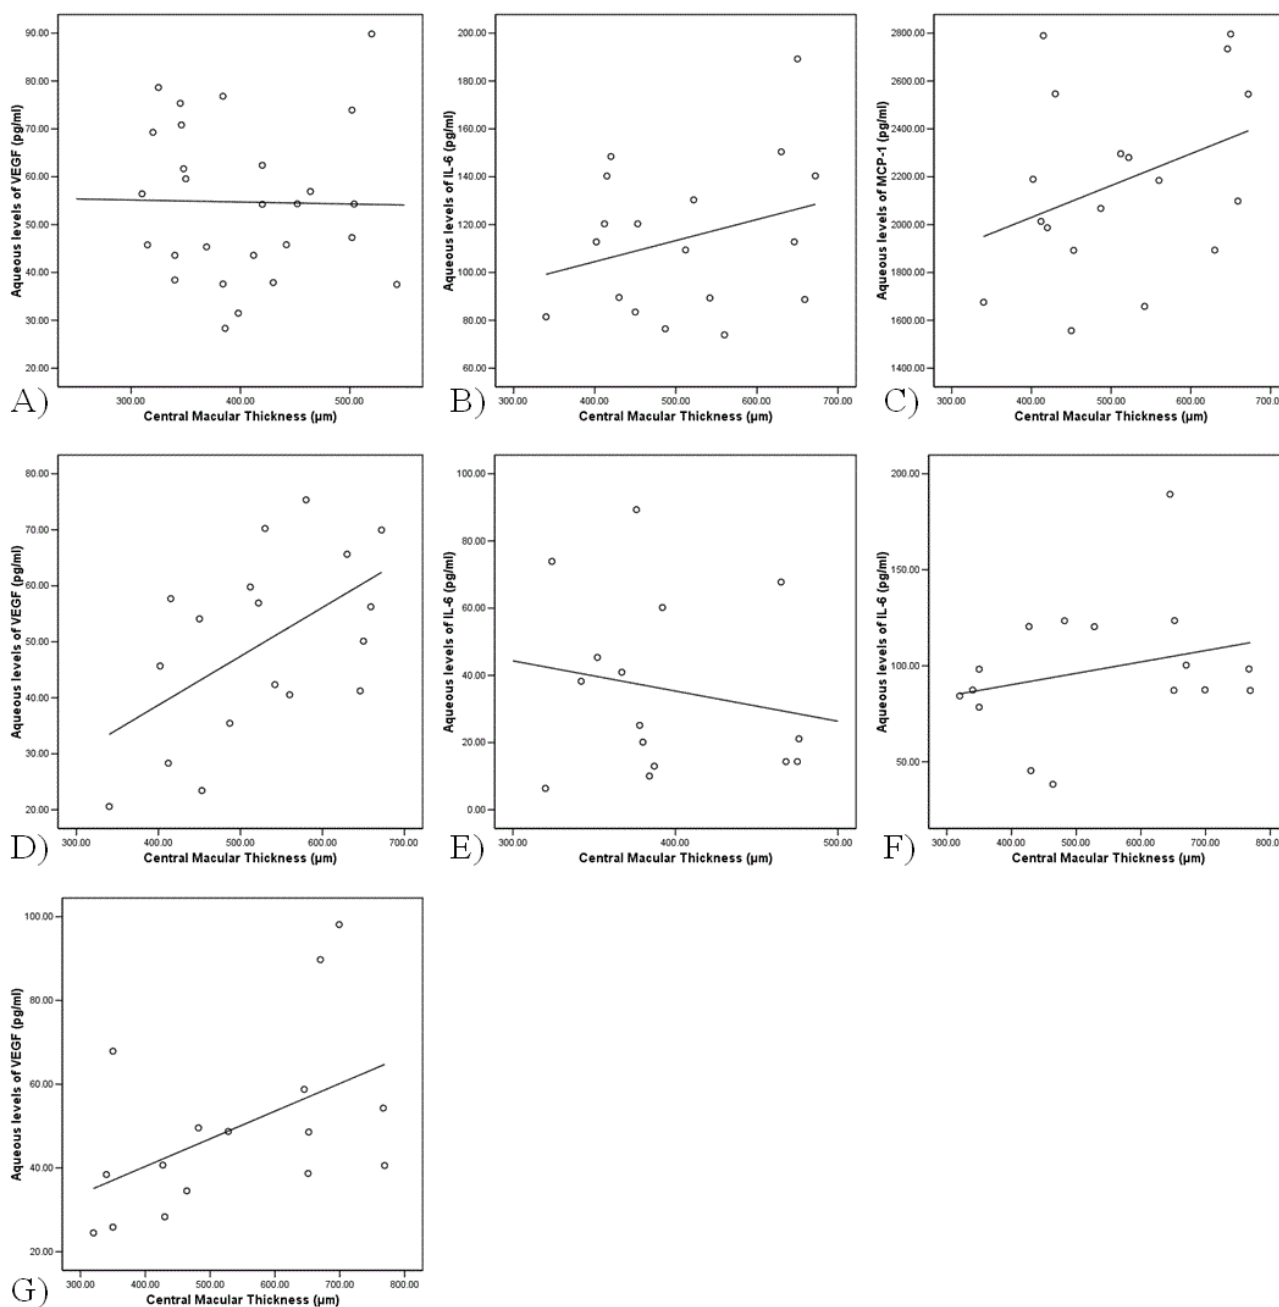 90.00
80.00
70.00
60.00
50.00
40.00
30.00
20.00
Aqueous levels of VEGF (pg/ml)
300.00 400.00 500.00
Central Macular Thickness (µm)
A)
200.00
180.00
160.00
140.00
120.00
100.00
80.00
60.00
Aqueous levels of IL-6 (pg/ml)
300.00 400.00 500.00 600.00 700.00
Central Macular Thickness (µm)
B)
2800.00
2600.00
2400.00
2200.00
2000.00
1800.00
1600.00
1400.00
Aqueous levels of MCP-1 (pg/ml)
300.00 400.00 500.00 600.00 700.0
Central Macular Thickness (µm)
C)
80.00
70.00
60.00
50.00
40.00
30.00
20.00
Aqueous levels of VEGF (pg/ml)
300.00 400.00 500.00 600.00 700.00
Central Macular Thickness (µm)
D)
100.00
80.00
60.00
40.00
20.00
0.00
Aqueous levels of IL-6 (pg/ml)
300.00 400.00 500.00
Central Macular Thickness (µm)
E)
200.00
150.00
100.00
50.00
Aqueous levels of IL-6 (pg/ml)
300.00 400.00 500.00 600.00 700.00 800.0
Central Macular Thickness (µm)
F)
100.00
80.00
60.00
40.00
20.00
Aqueous levels of VEGF (pg/ml)
300.00 400.00 500.00 600.00 700.00 800.00
Central Macular Thickness (µm)
G)